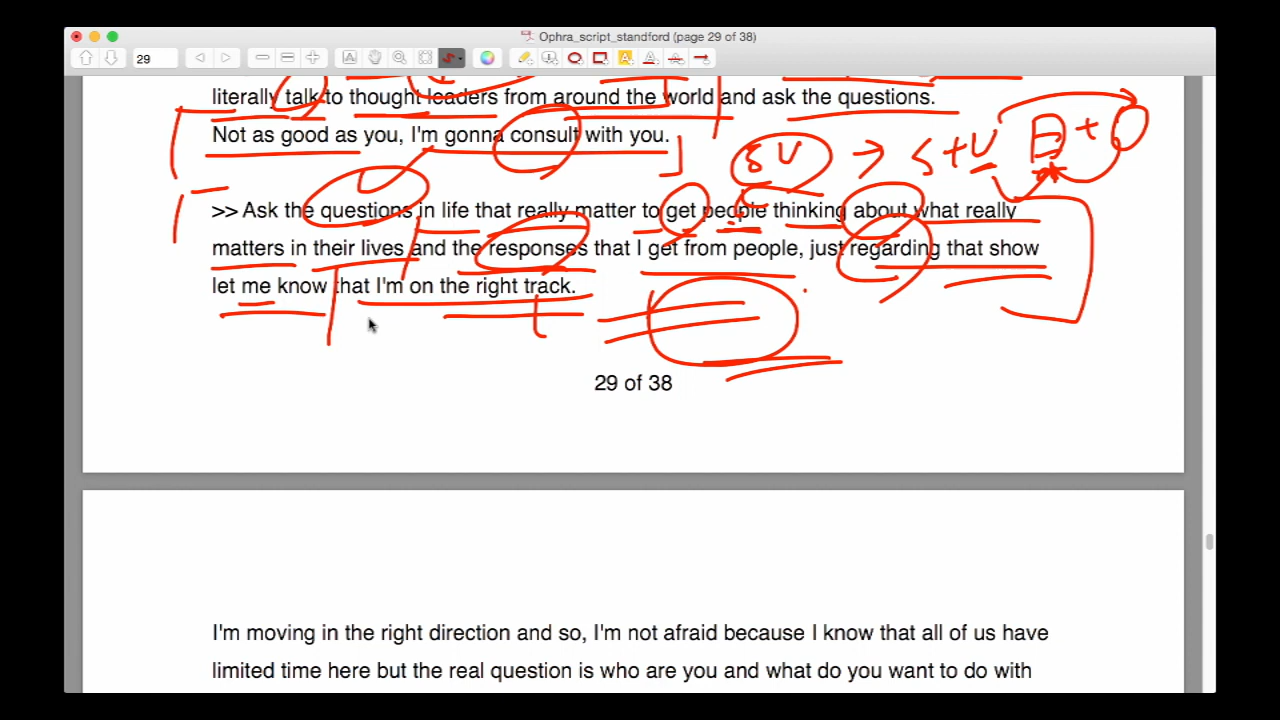 Ophra_script_standford (page 29 of 38)
29
literally talk to thought leaders from around the world and ask the questions.
Not as good as you, I'm gonna consult with you.
S V → S + V 目 + O
>> Ask the questions in life that really matter to get people thinking about what really
matters in their lives and the responses that I get from people, just regarding that show
let me know that I'm on the right track.
29 of 38
I'm moving in the right direction and so, I'm not afraid because I know that all of us have
limited time here but the real question is who are you and what do you want to do with